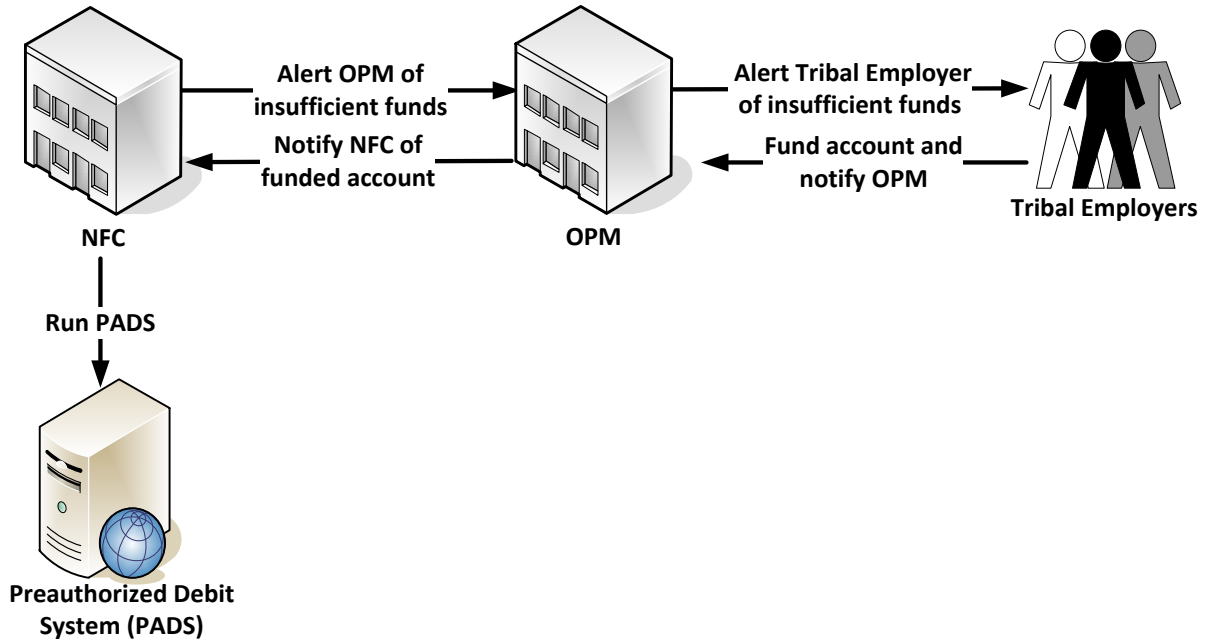 Alert OPM of
insufficient funds
Notify NFC of
funded account
Alert Tribal Employer
of insufficient funds
Fund account and
notify OPM
NFC
OPM
Tribal Employers
Run PADS
Preauthorized Debit
System (PADS)